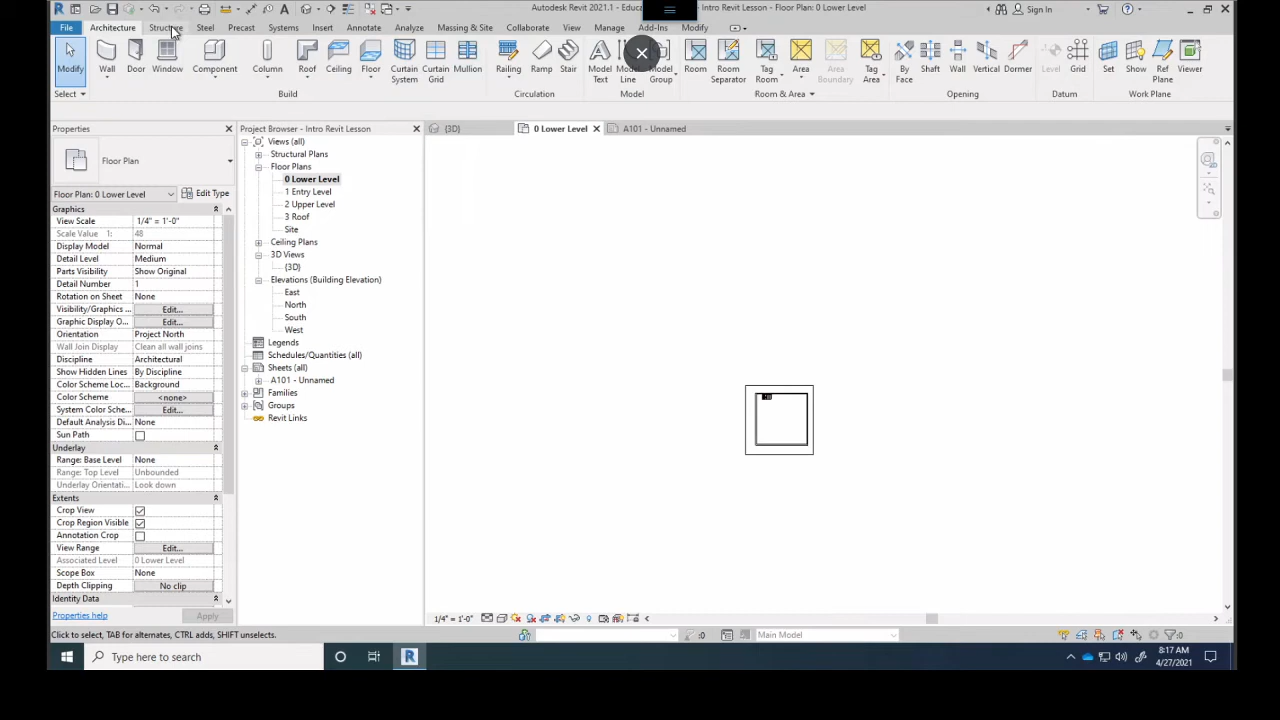 Autodesk Revit 2021.1 - Educa
Intro Revit Lesson - Floor Plan: 0 Lower Level
Sign In
File Architecture Structure Steel Precast Systems Insert Annotate Analyze Massing & Site Collaborate View Manage Add-Ins Modify
Modify Wall Door Window Component Column Roof Ceiling Floor Curtain System Curtain Grid Mullion Railing Ramp Stair Model Text Model Line Model Group Room Room Separator Tag Room Area Area Boundary Tag Area By Face Shaft Wall Vertical Dormer Level Grid Set Show Ref Plane Viewer
Select Build Circulation Model Room & Area Opening Datum Work Plane
Properties
Floor Plan
Floor Plan: 0 Lower Level Edit Type
Graphics
View Scale 1/4" = 1'-0"
Scale Value 1: 48
Display Model Normal
Detail Level Medium
Parts Visibility Show Original
Detail Number 1
Rotation on Sheet None
Visibility/Graphics ... Edit...
Graphic Display O... Edit...
Orientation Project North
Wall Join Display Clean all wall joins
Discipline Architectural
Show Hidden Lines By Discipline
Color Scheme Loc... Background
Color Scheme <none>
System Color Sche... Edit...
Default Analysis Di... None
Sun Path
Underlay
Range: Base Level None
Range: Top Level Unbounded
Underlay Orientati... Look down
Extents
Crop View
Crop Region Visible
Annotation Crop
View Range Edit...
Associated Level 0 Lower Level
Scope Box None
Depth Clipping No clip
Identity Data
Properties help Apply
Project Browser - Intro Revit Lesson
Views (all)
Structural Plans
Floor Plans
0 Lower Level
1 Entry Level
2 Upper Level
3 Roof
Site
Ceiling Plans
3D Views
{3D}
Elevations (Building Elevation)
East
North
South
West
Legends
Schedules/Quantities (all)
Sheets (all)
A101 - Unnamed
Families
Groups
Revit Links
{3D} 0 Lower Level A101 - Unnamed
1/4" = 1'-0"
Click to select, TAB for alternates, CTRL adds, SHIFT unselects. :0 Main Model :0
Type here to search
8:17 AM
4/27/2021